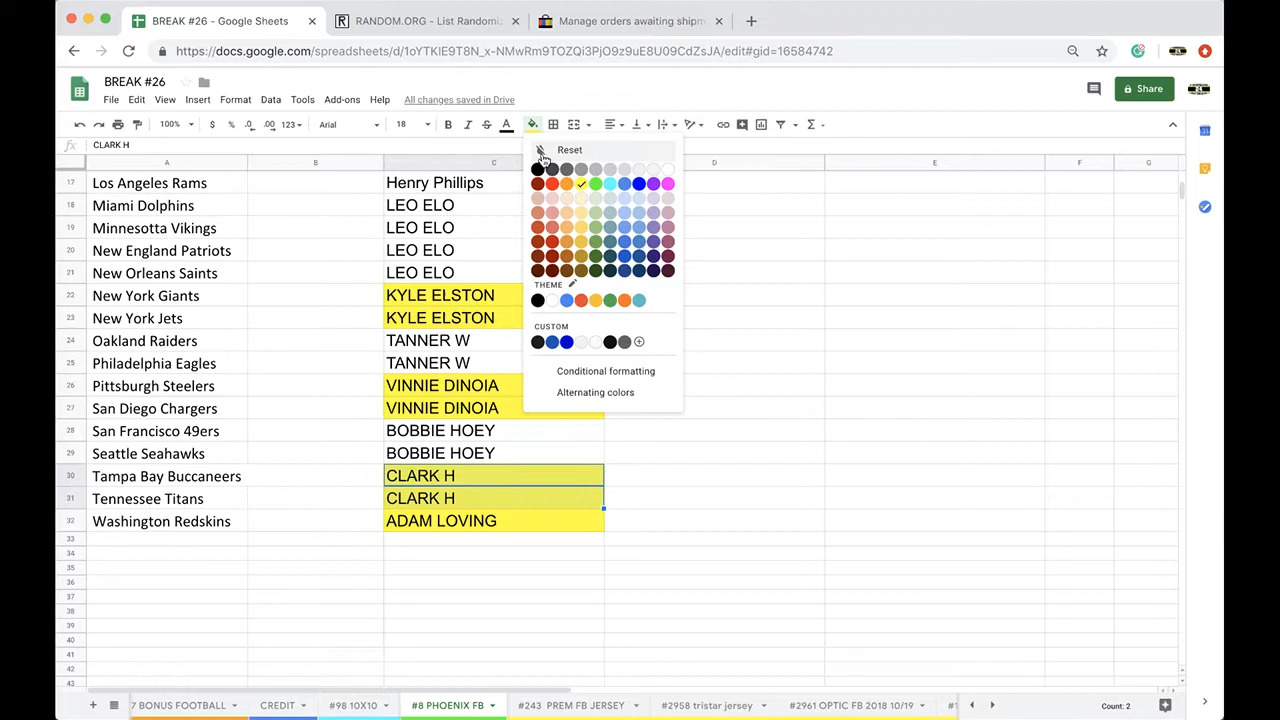 BREAK #26 - Google Sheets
RANDOM.ORG - List Randomiz
Manage orders awaiting shipm
https://docs.google.com/spreadsheets/d/1oYTKIE9T8N_x-NMwRm9TOZQi3PjO9z9uE8U09CdZsJA/edit#gid=16584742
BREAK #26
File Edit View Insert Format Data Tools Add-ons Help All changes saved in Drive
Share
100% $ % .0 .00 123 Arial 18 B I S A
fx CLARK H
Reset
A B C D E F G
17 Los Angeles Rams Henry Phillips
18 Miami Dolphins LEO ELO
19 Minnesotta Vikings LEO ELO
20 New England Patriots LEO ELO
21 New Orleans Saints LEO ELO
THEME
22 New York Giants KYLE ELSTON
23 New York Jets KYLE ELSTON
CUSTOM
24 Oakland Raiders TANNER W
25 Philadelphia Eagles TANNER W
Conditional formatting
26 Pittsburgh Steelers VINNIE DINOIA
Alternating colors
27 San Diego Chargers VINNIE DINOIA
28 San Francisco 49ers BOBBIE HOEY
29 Seattle Seahawks BOBBIE HOEY
30 Tampa Bay Buccaneers CLARK H
31 Tennessee Titans CLARK H
32 Washington Redskins ADAM LOVING
33
34
35
36
37
38
39
40
41
42
43
7 BONUS FOOTBALL CREDIT #98 10X10 #8 PHOENIX FB #243 PREM FB JERSEY #2958 tristar jersey #2961 OPTIC FB 2018 10/19 Count: 2